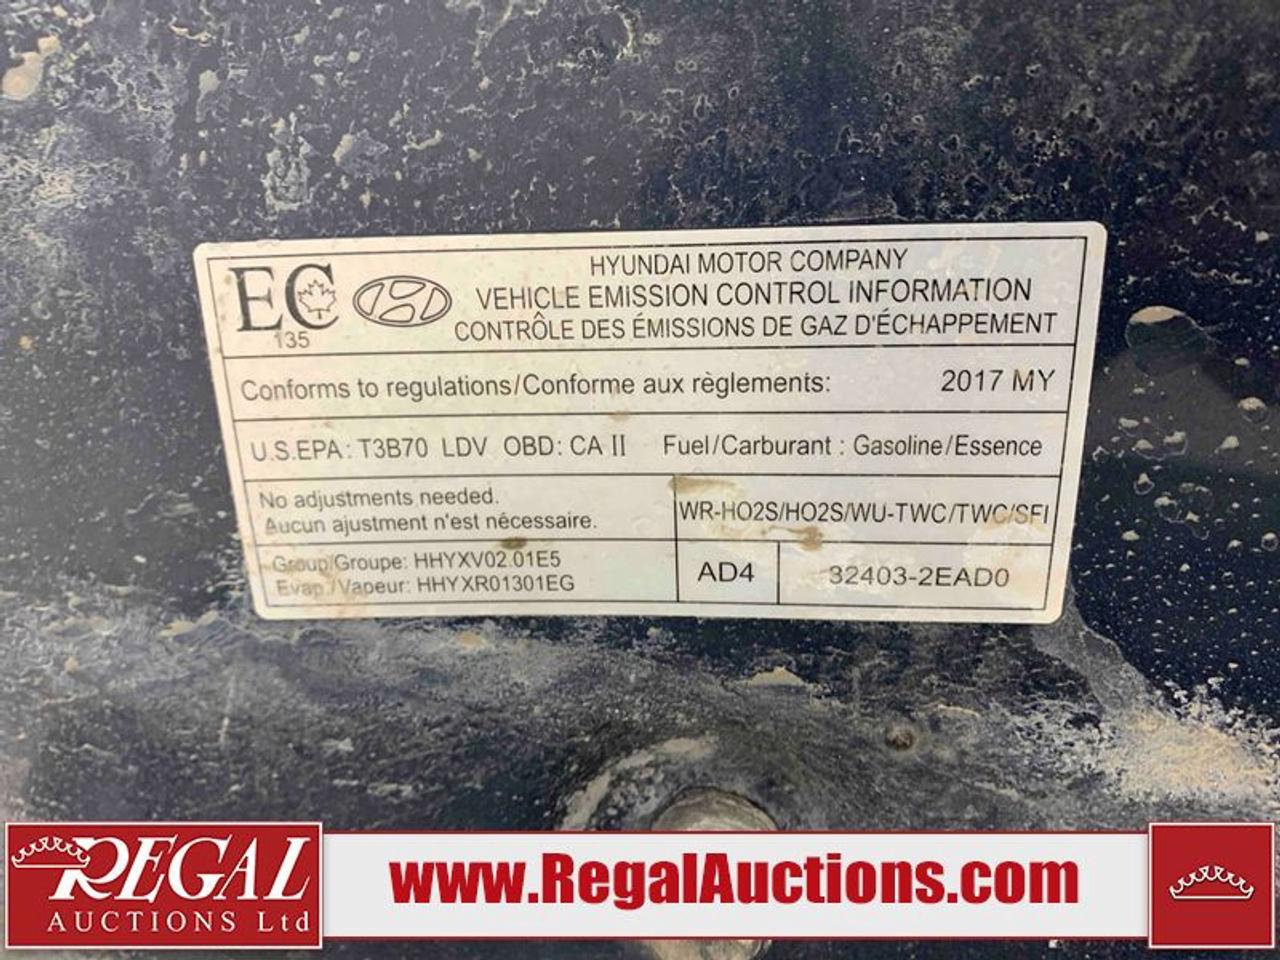 EC
135
HYUNDAI MOTOR COMPANY
VEHICLE EMISSION CONTROL INFORMATION
CONTRÔLE DES ÉMISSIONS DE GAZ D'ÉCHAPPEMENT
Conforms to regulations/Conforme aux règlements: 2017 MY
U.S.EPA: T3B70 LDV OBD: CA II Fuel/Carburant : Gasoline/Essence
No adjustments needed.
Aucun ajustment n'est nécessaire.
WR-HO2S/HO2S/WU-TWC/TWC/SFI
Group/Groupe: HHYXV02.01E5
Evap./Vapeur: HHYXR01301EG
AD4
32403-2EAD0
REGAL
AUCTIONS Ltd
www.RegalAuctions.com